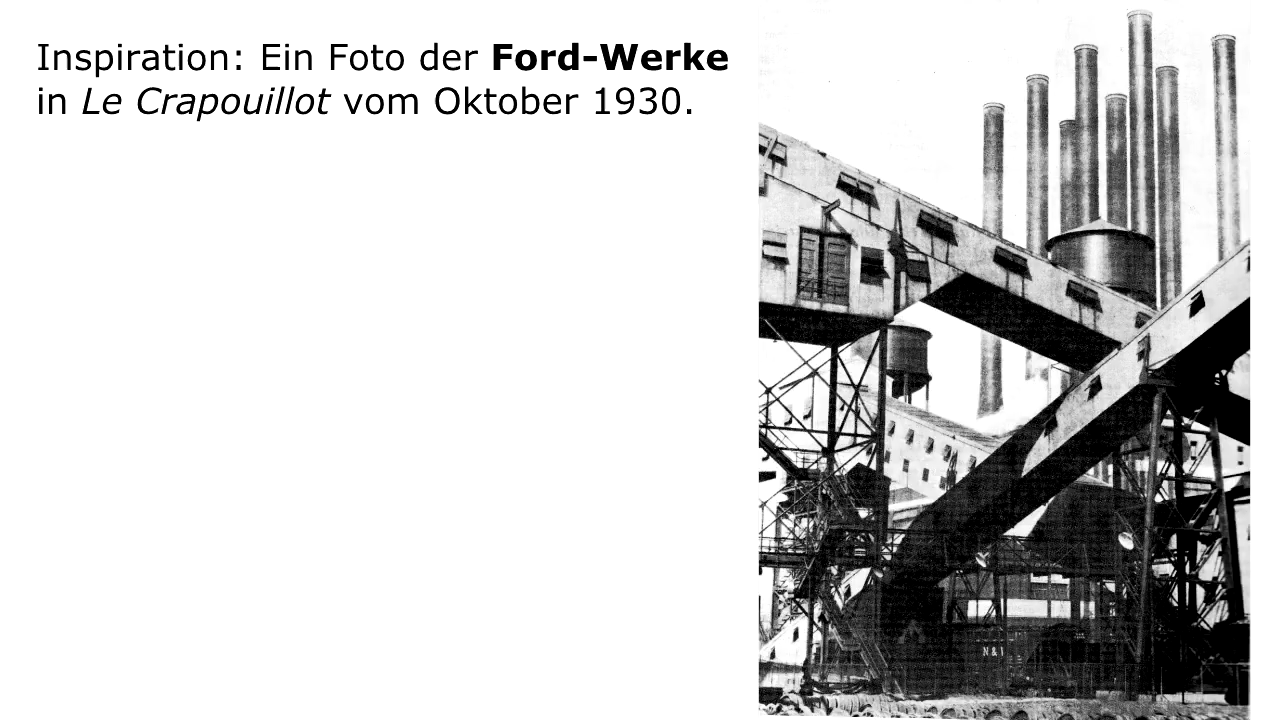 Inspiration: Ein Foto der Ford-Werke
in Le Crapouillot vom Oktober 1930.
N &